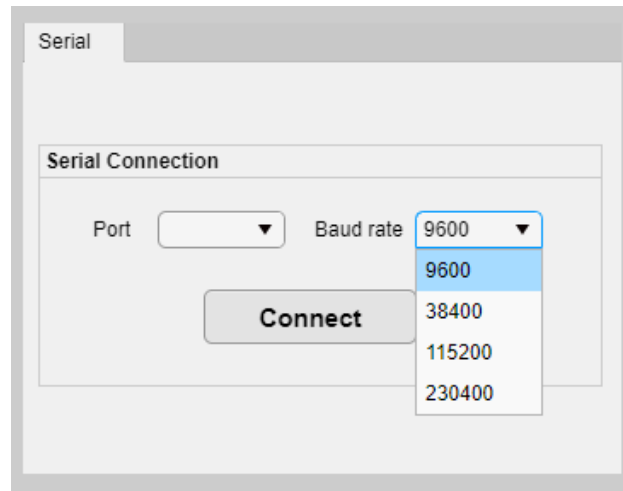 Serial
Serial Connection
Port
Baud rate
9600
9600
Connect
38400
115200
230400